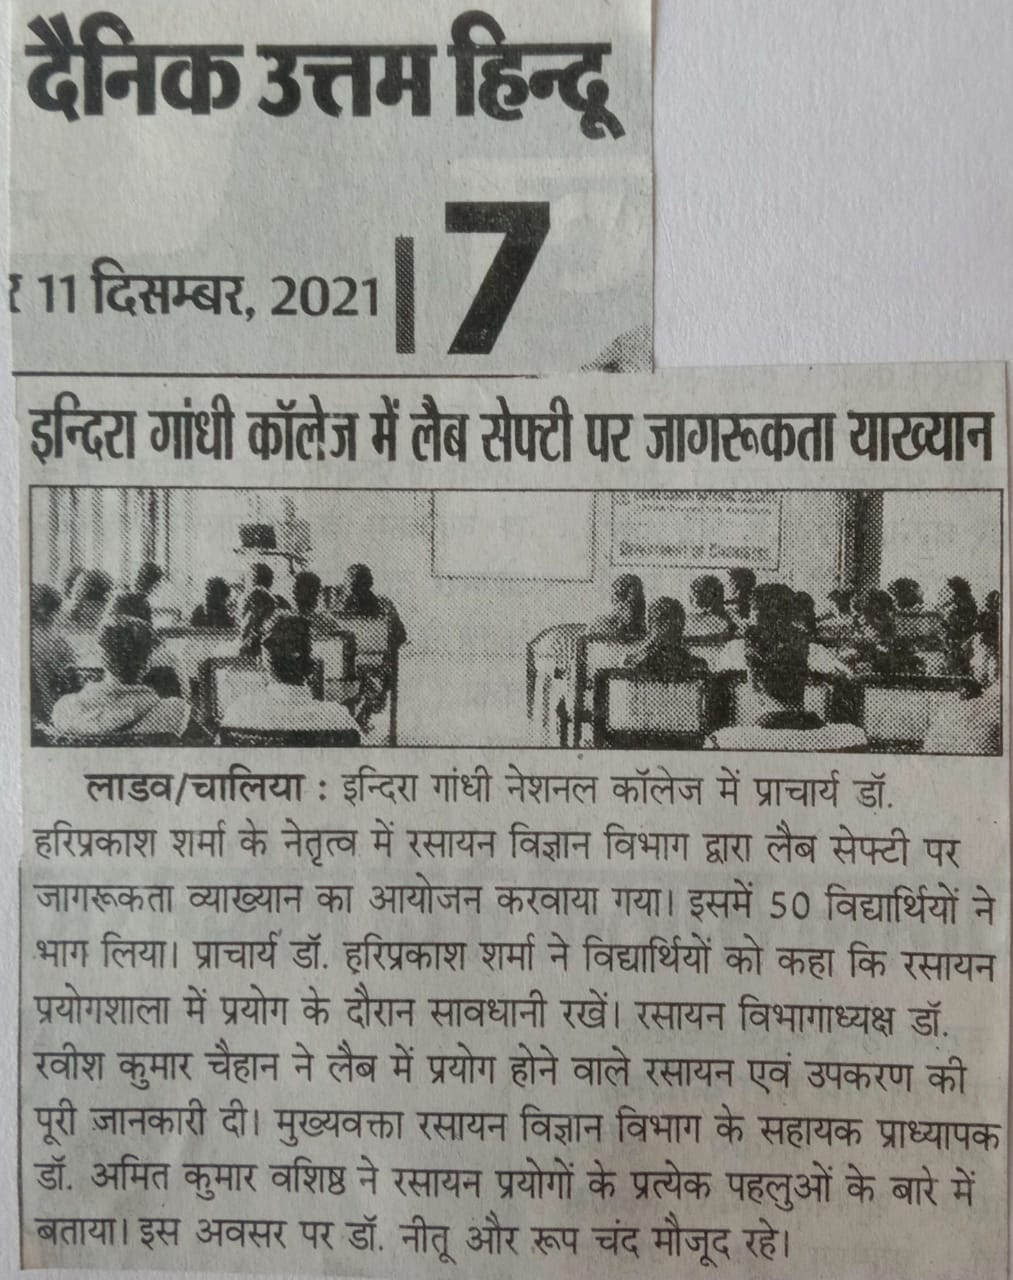 दैनिक उत्तम हिन्दू
11 दिसम्बर, 2021 | 7
इन्दिरा गांधी कॉलेज में लैब सेफ्टी पर जागरूकता याख्यान
DEPARTMENT OF CHEMISTRY
लाडव/चालिया : इन्दिरा गांधी नेशनल कॉलेज में प्राचार्य डॉ.
हरिप्रकाश शर्मा के नेतृत्व में रसायन विज्ञान विभाग द्वारा लैब सेफ्टी पर
जागरूकता व्याख्यान का आयोजन करवाया गया। इसमें 50 विद्यार्थियों ने
भाग लिया। प्राचार्य डॉ. हरिप्रकाश शर्मा ने विद्यार्थियों को कहा कि रसायन
प्रयोगशाला में प्रयोग के दौरान सावधानी रखें। रसायन विभागाध्यक्ष डॉ.
रवीश कुमार चैहान ने लैब में प्रयोग होने वाले रसायन एवं उपकरण की
पूरी जानकारी दी। मुख्यवक्ता रसायन विज्ञान विभाग के सहायक प्राध्यापक
डॉ. अमित कुमार वशिष्ठ ने रसायन प्रयोगों के प्रत्येक पहलुओं के बारे में
बताया। इस अवसर पर डॉ. नीतू और रूप चंद मौजूद रहे।